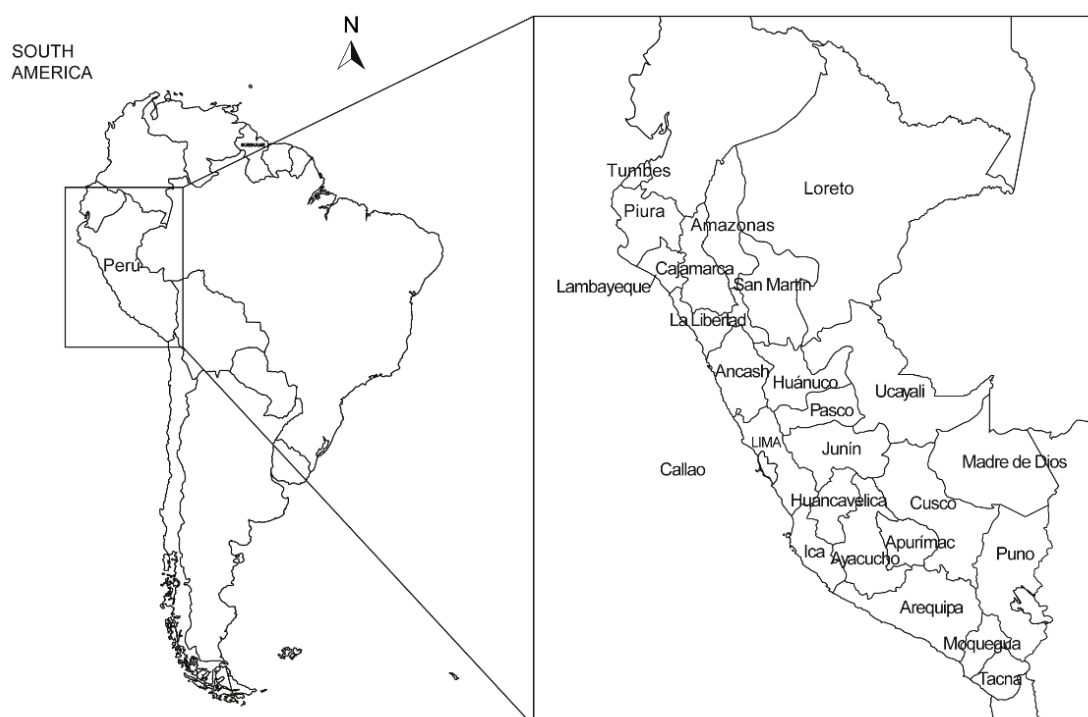 SOUTH
AMERICA
N
SURINAME
Perú
Tumbes
Piura
Loreto
Amazonas
Cajamarca
Lambayeque
San Martín
La Libertad
Ancash
Huánuco
Ucayali
Pasco
LIMA
Junín
Callao
Madre de Dios
Huancavelica
Cusco
Ica
Ayacucho
Apurímac
Puno
Arequipa
Moquegua
Tacna